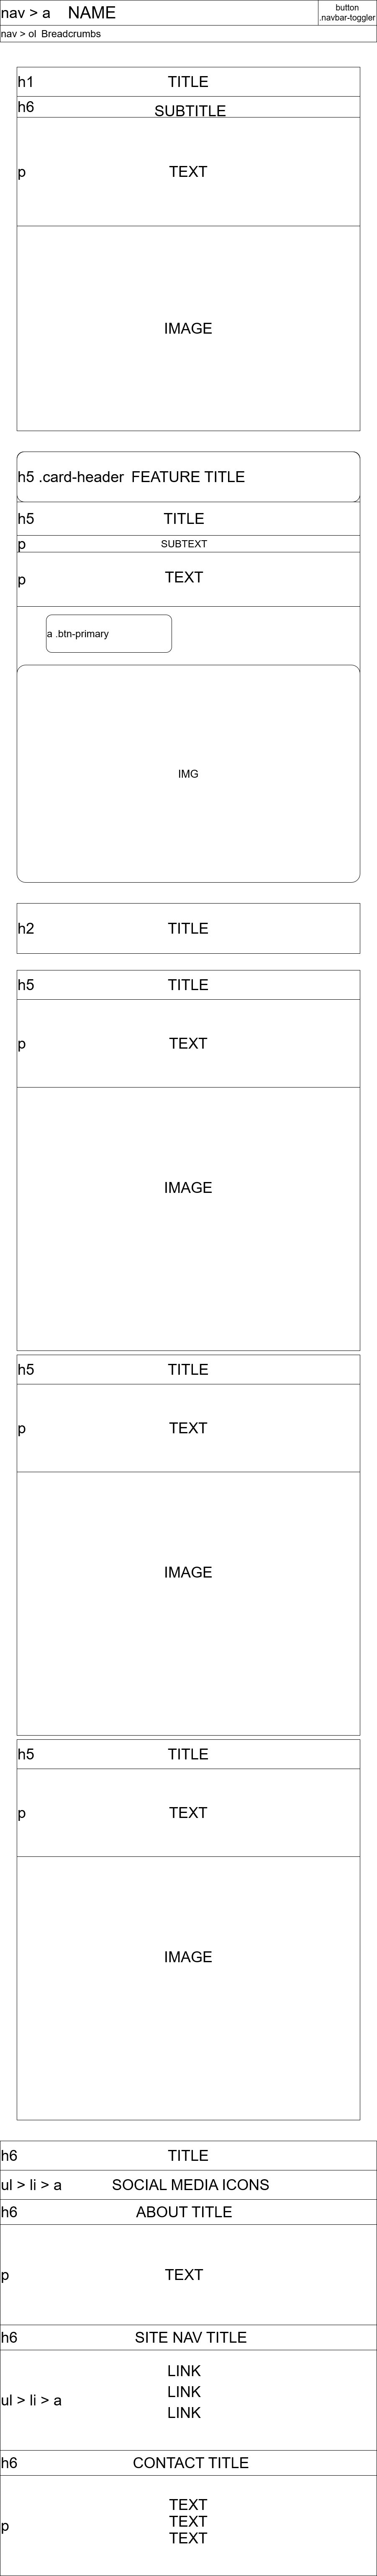 nav > a NAME
button
.navbar-toggler
nav > ol Breadcrumbs
h1 TITLE
h6 SUBTITLE
p TEXT
IMAGE
h5 .card-header FEATURE TITLE
h5 TITLE
p SUBTEXT
p TEXT
a .btn-primary
IMG
h2 TITLE
h5 TITLE
p TEXT
IMAGE
h5 TITLE
p TEXT
IMAGE
h5 TITLE
p TEXT
IMAGE
h6 TITLE
ul > li > a SOCIAL MEDIA ICONS
h6 ABOUT TITLE
p TEXT
h6 SITE NAV TITLE
LINK
LINK
ul > li > a
LINK
h6 CONTACT TITLE
TEXT
TEXT
p
TEXT